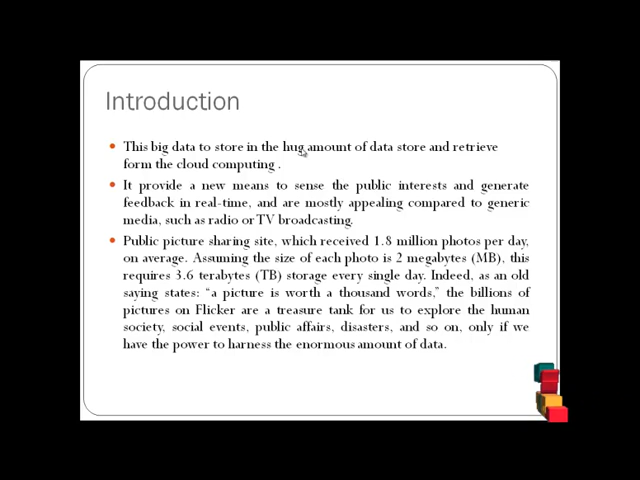 Introduction
• This big data to store in the hug amount of data store and retrieve
form the cloud computing .
• It provide a new means to sense the public interests and generate
feedback in real-time, and are mostly appealing compared to generic
media, such as radio or TV broadcasting.
• Public picture sharing site, which received 1.8 million photos per day,
on average. Assuming the size of each photo is 2 megabytes (MB), this
requires 3.6 terabytes (TB) storage every single day. Indeed, as an old
saying states: “a picture is worth a thousand words,” the billions of
pictures on Flicker are a treasure tank for us to explore the human
society, social events, public affairs, disasters, and so on, only if we
have the power to harness the enormous amount of data.